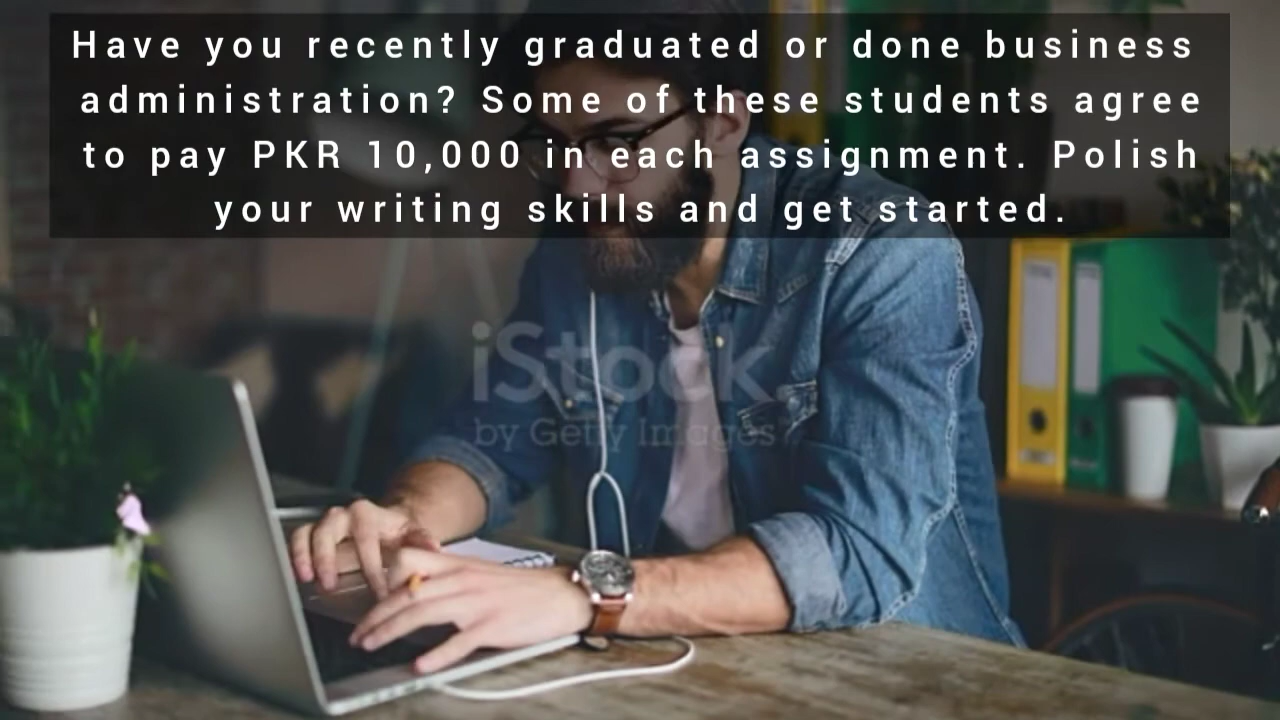 Have you recently graduated or done business
administration? Some of these students agree
to pay PKR 10,000 in each assignment. Polish
your writing skills and get started.
iStock.
by Getty Images